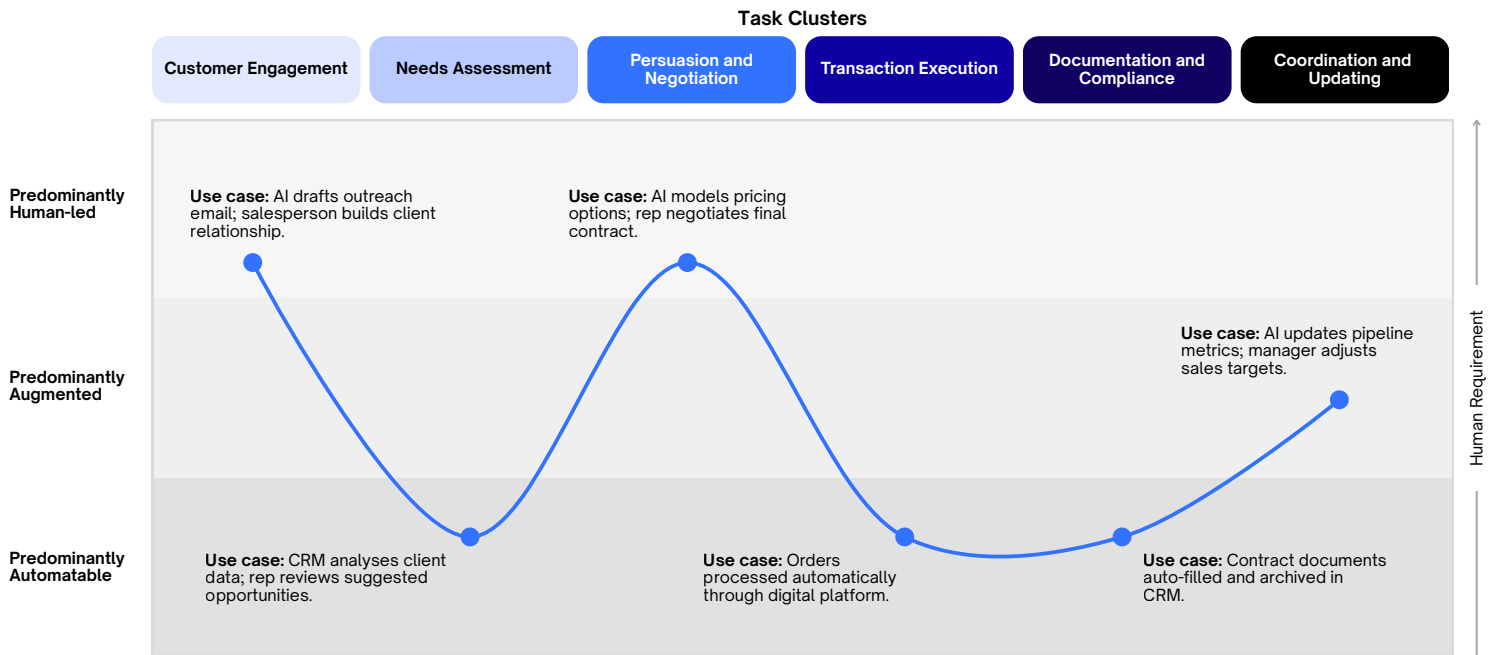 Task Clusters
Customer Engagement
Needs Assessment
Persuasion and
Negotiation
Transaction Execution
Documentation and
Compliance
Coordination and
Updating
Predominantly
Human-led
Use case: AI drafts outreach
email; salesperson builds client
relationship.
Use case: AI models pricing
options; rep negotiates final
contract.
Predominantly
Augmented
Use case: AI updates pipeline
metrics; manager adjusts
sales targets.
Human Requirement
Predominantly
Automatable
Use case: CRM analyses client
data; rep reviews suggested
opportunities.
Use case: Orders
processed automatically
through digital platform.
Use case: Contract documents
auto-filled and archived in
CRM.